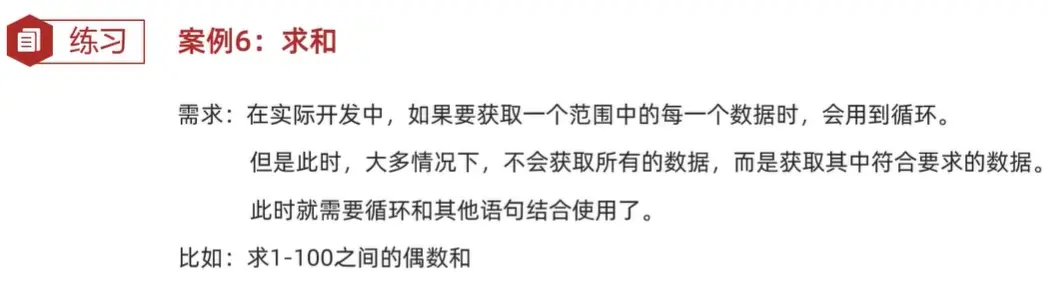 练习
案例6：求和
需求：在实际开发中，如果要获取一个范围中的每一个数据时，会用到循环。
但是此时，大多情况下，不会获取所有的数据，而是获取其中符合要求的数据。
此时就需要循环和其他语句结合使用了。
比如：求1-100之间的偶数和